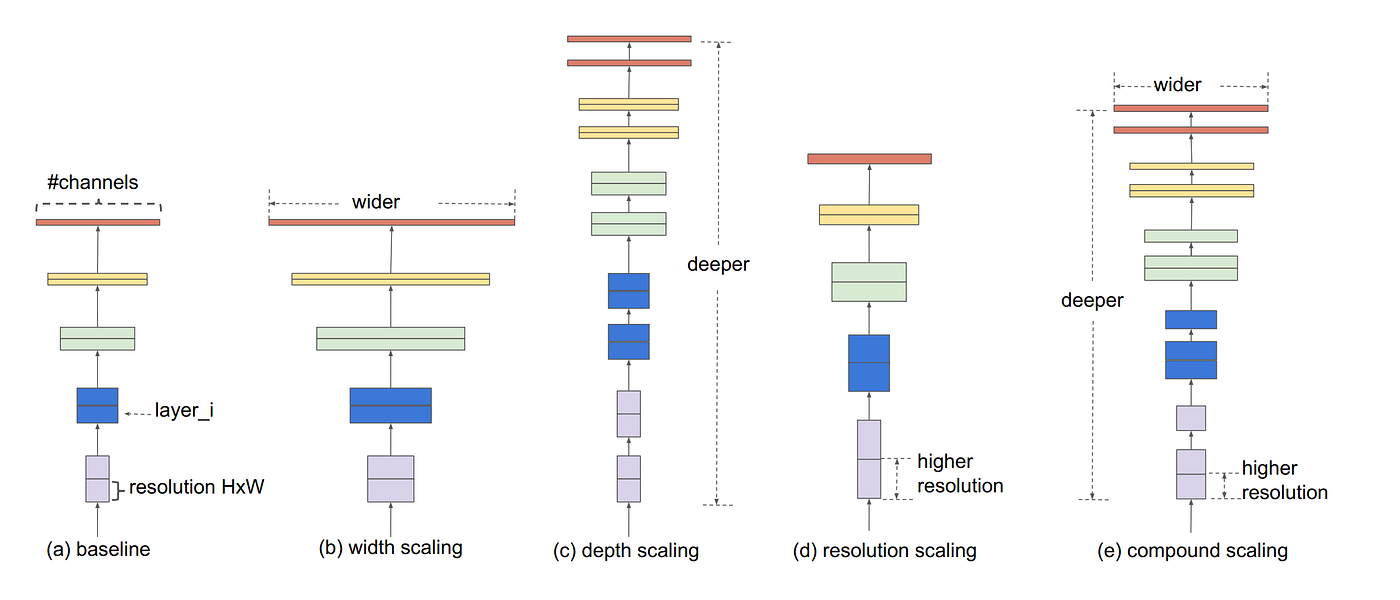 #channels
layer_i
resolution HxW
(a) baseline
wider
(b) width scaling
deeper
(c) depth scaling
higher
resolution
(d) resolution scaling
wider
deeper
higher
resolution
(e) compound scaling